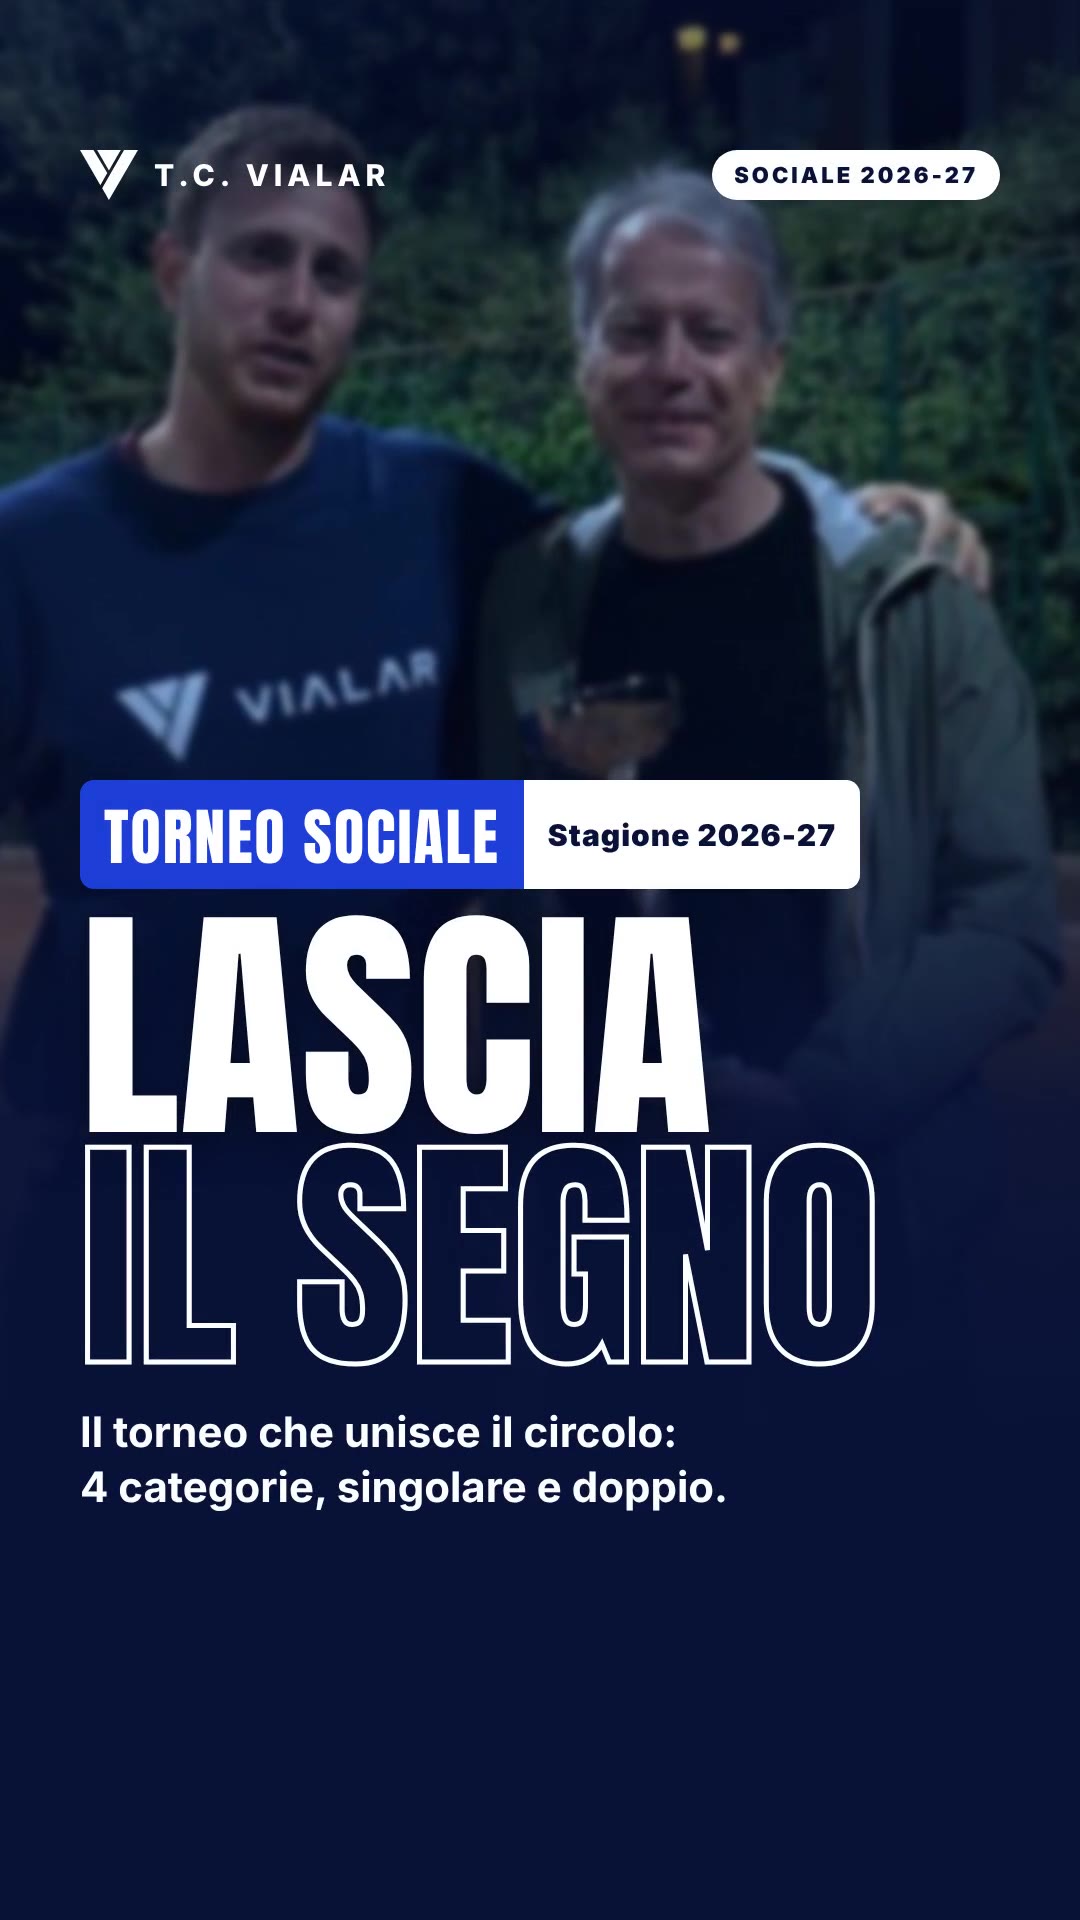 T.C. VIALAR
SOCIALE 2026-27
VIALAR
TORNEO SOCIALE
Stagione 2026-27
LASCIA
IL SEGNO
Il torneo che unisce il circolo:
4 categorie, singolare e doppio.